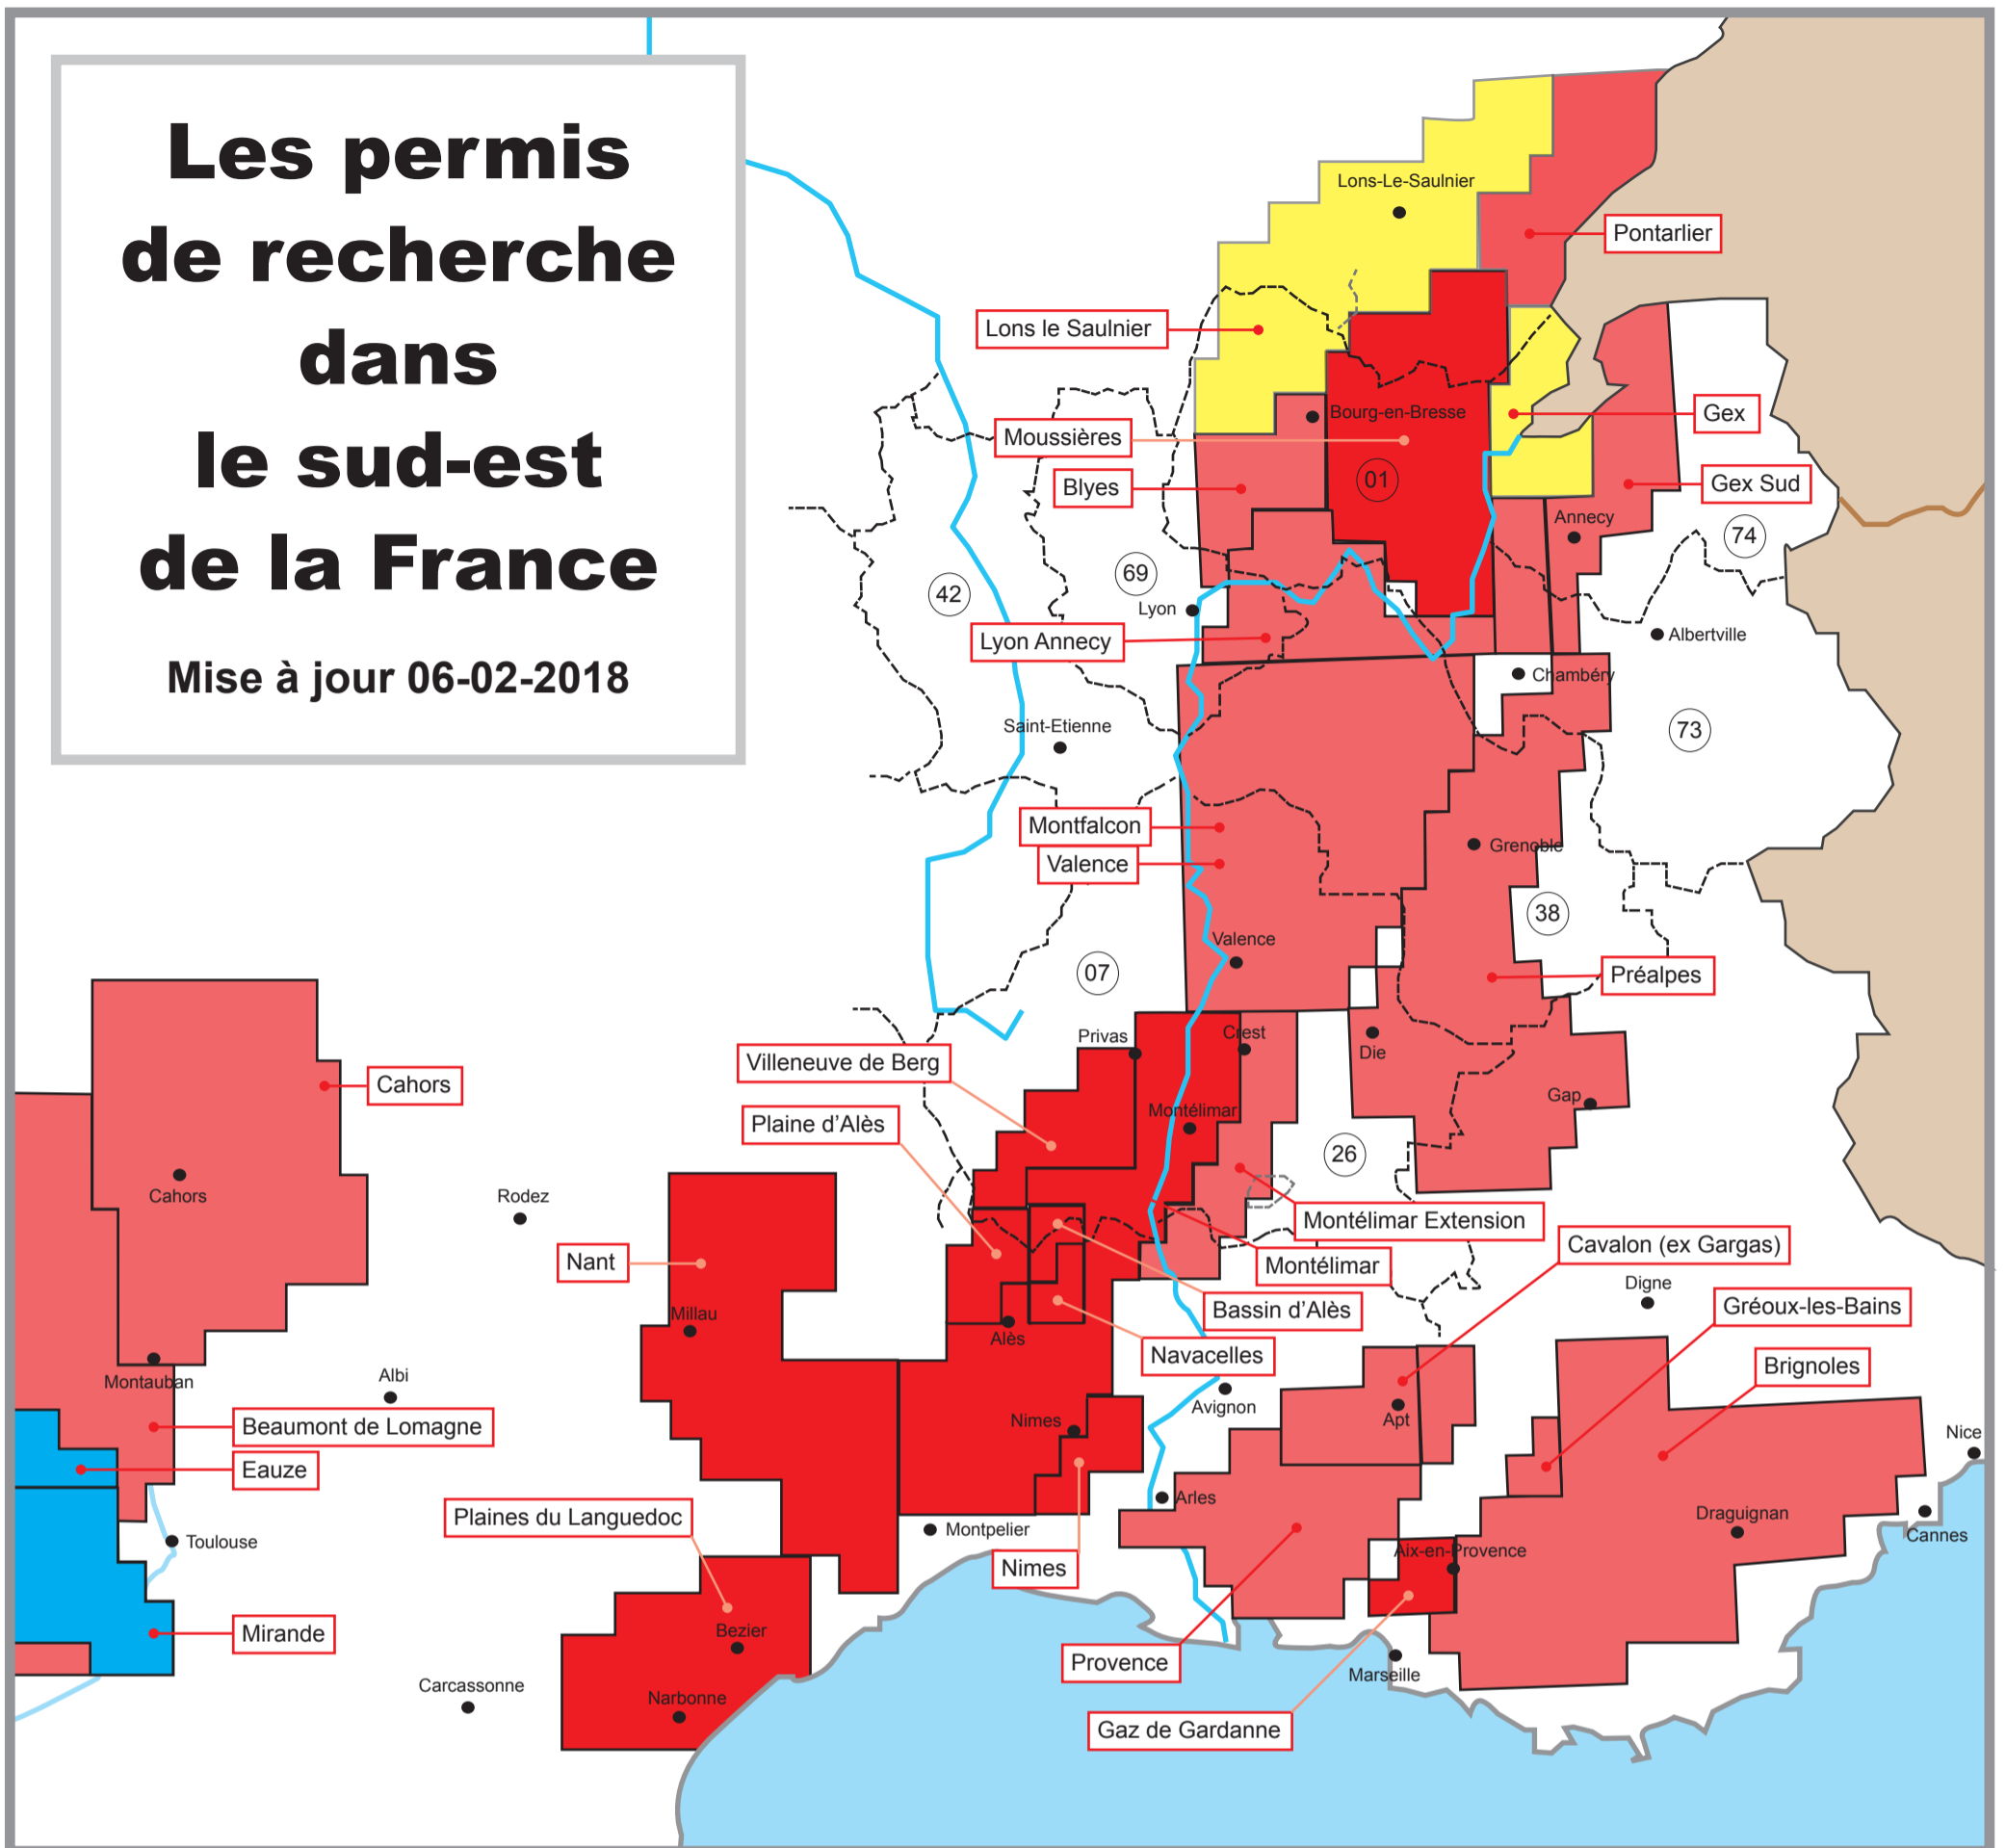 Les permis
de recherche
dans
le sud-est
de la France
Mise à jour 06-02-2018
Lons-Le-Saulnier
Pontarlier
Lons le Saulnier
Bourg-en-Bresse
Gex
Moussières
01
Blyes
Gex Sud
Annecy
74
69
42
Lyon
Lyon Annecy
Albertville
Chambéry
Saint-Etienne
73
Montfalcon
Grenoble
Valence
38
Valence
07
Préalpes
Privas
Crest
Die
Villeneuve de Berg
Cahors
Gap
Montélimar
Plaine d'Alès
26
Cahors
Rodez
Montélimar Extension
Cavalon (ex Gargas)
Nant
Montélimar
Digne
Bassin d'Alès
Gréoux-les-Bains
Millau
Alès
Navacelles
Brignoles
Montauban
Albi
Avignon
Apt
Nimes
Beaumont de Lomagne
Nice
Eauze
Arles
Plaines du Languedoc
Draguignan
Montpelier
Toulouse
Cannes
Aix-en-Provence
Nimes
Bezier
Mirande
Provence
Marseille
Carcassonne
Narbonne
Gaz de Gardanne